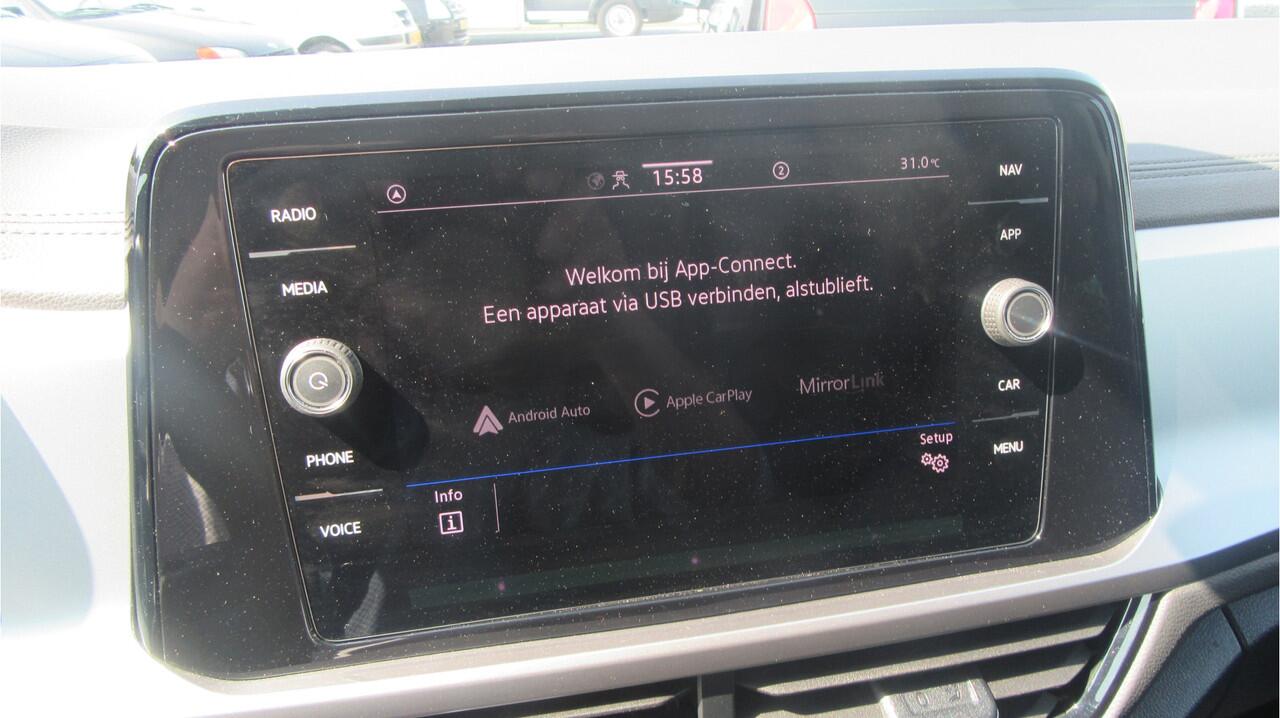 RADIO
MEDIA
PHONE
VOICE
15:58
2
31.0°C
Welkom bij App-Connect.
Een apparaat via USB verbinden, alstublieft.
Android Auto
Apple CarPlay
MirrorLink
Info
i
Setup
NAV
APP
CAR
MENU